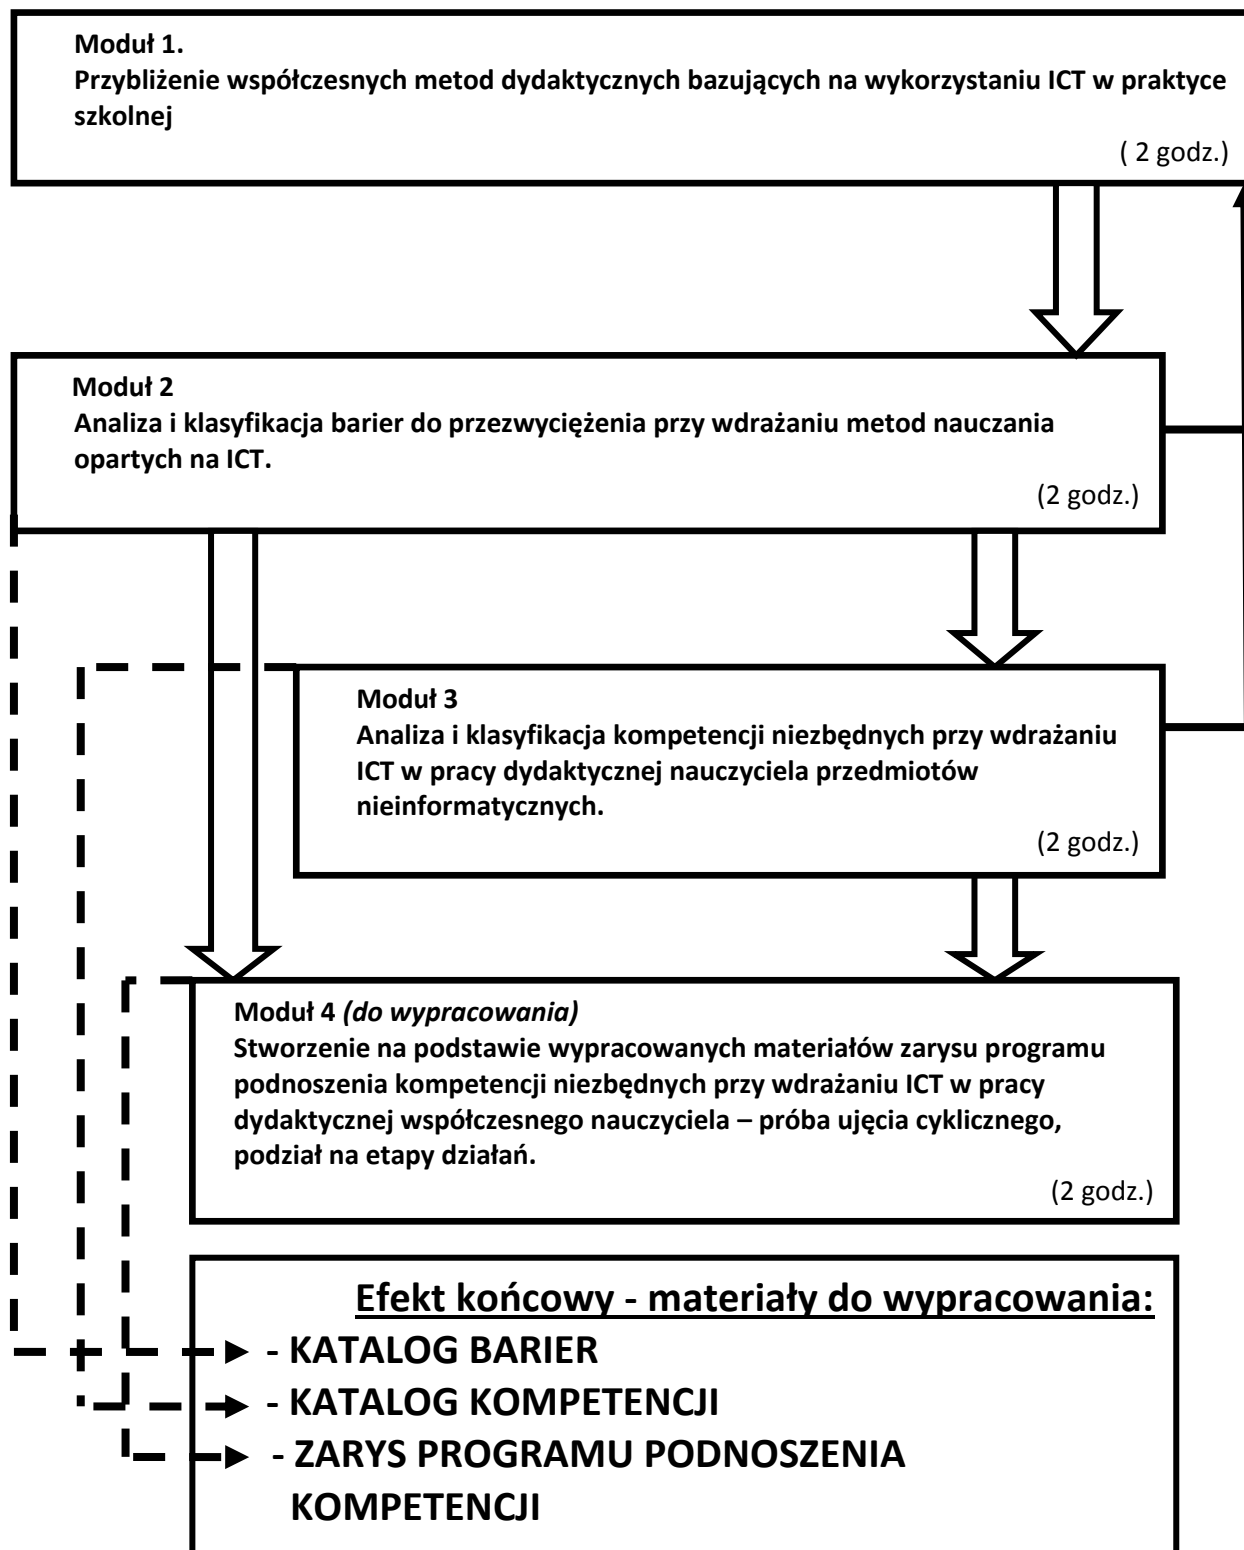 Moduł 1.
Przybliżenie współczesnych metod dydaktycznych bazujących na wykorzystaniu ICT w praktyce
szkolnej
( 2 godz.)
Moduł 2
Analiza i klasyfikacja barier do przezwyciężenia przy wdrażaniu metod nauczania
opartych na ICT.
(2 godz.)
Moduł 3
Analiza i klasyfikacja kompetencji niezbędnych przy wdrażaniu
ICT w pracy dydaktycznej nauczyciela przedmiotów
nieinformatycznych.
(2 godz.)
Moduł 4 (do wypracowania)
Stworzenie na podstawie wypracowanych materiałów zarysu programu
podnoszenia kompetencji niezbędnych przy wdrażaniu ICT w pracy
dydaktycznej współczesnego nauczyciela – próba ujęcia cyklicznego,
podział na etapy działań.
(2 godz.)
Efekt końcowy - materiały do wypracowania:
- KATALOG BARIER
- KATALOG KOMPETENCJI
- ZARYS PROGRAMU PODNOSZENIA
KOMPETENCJI